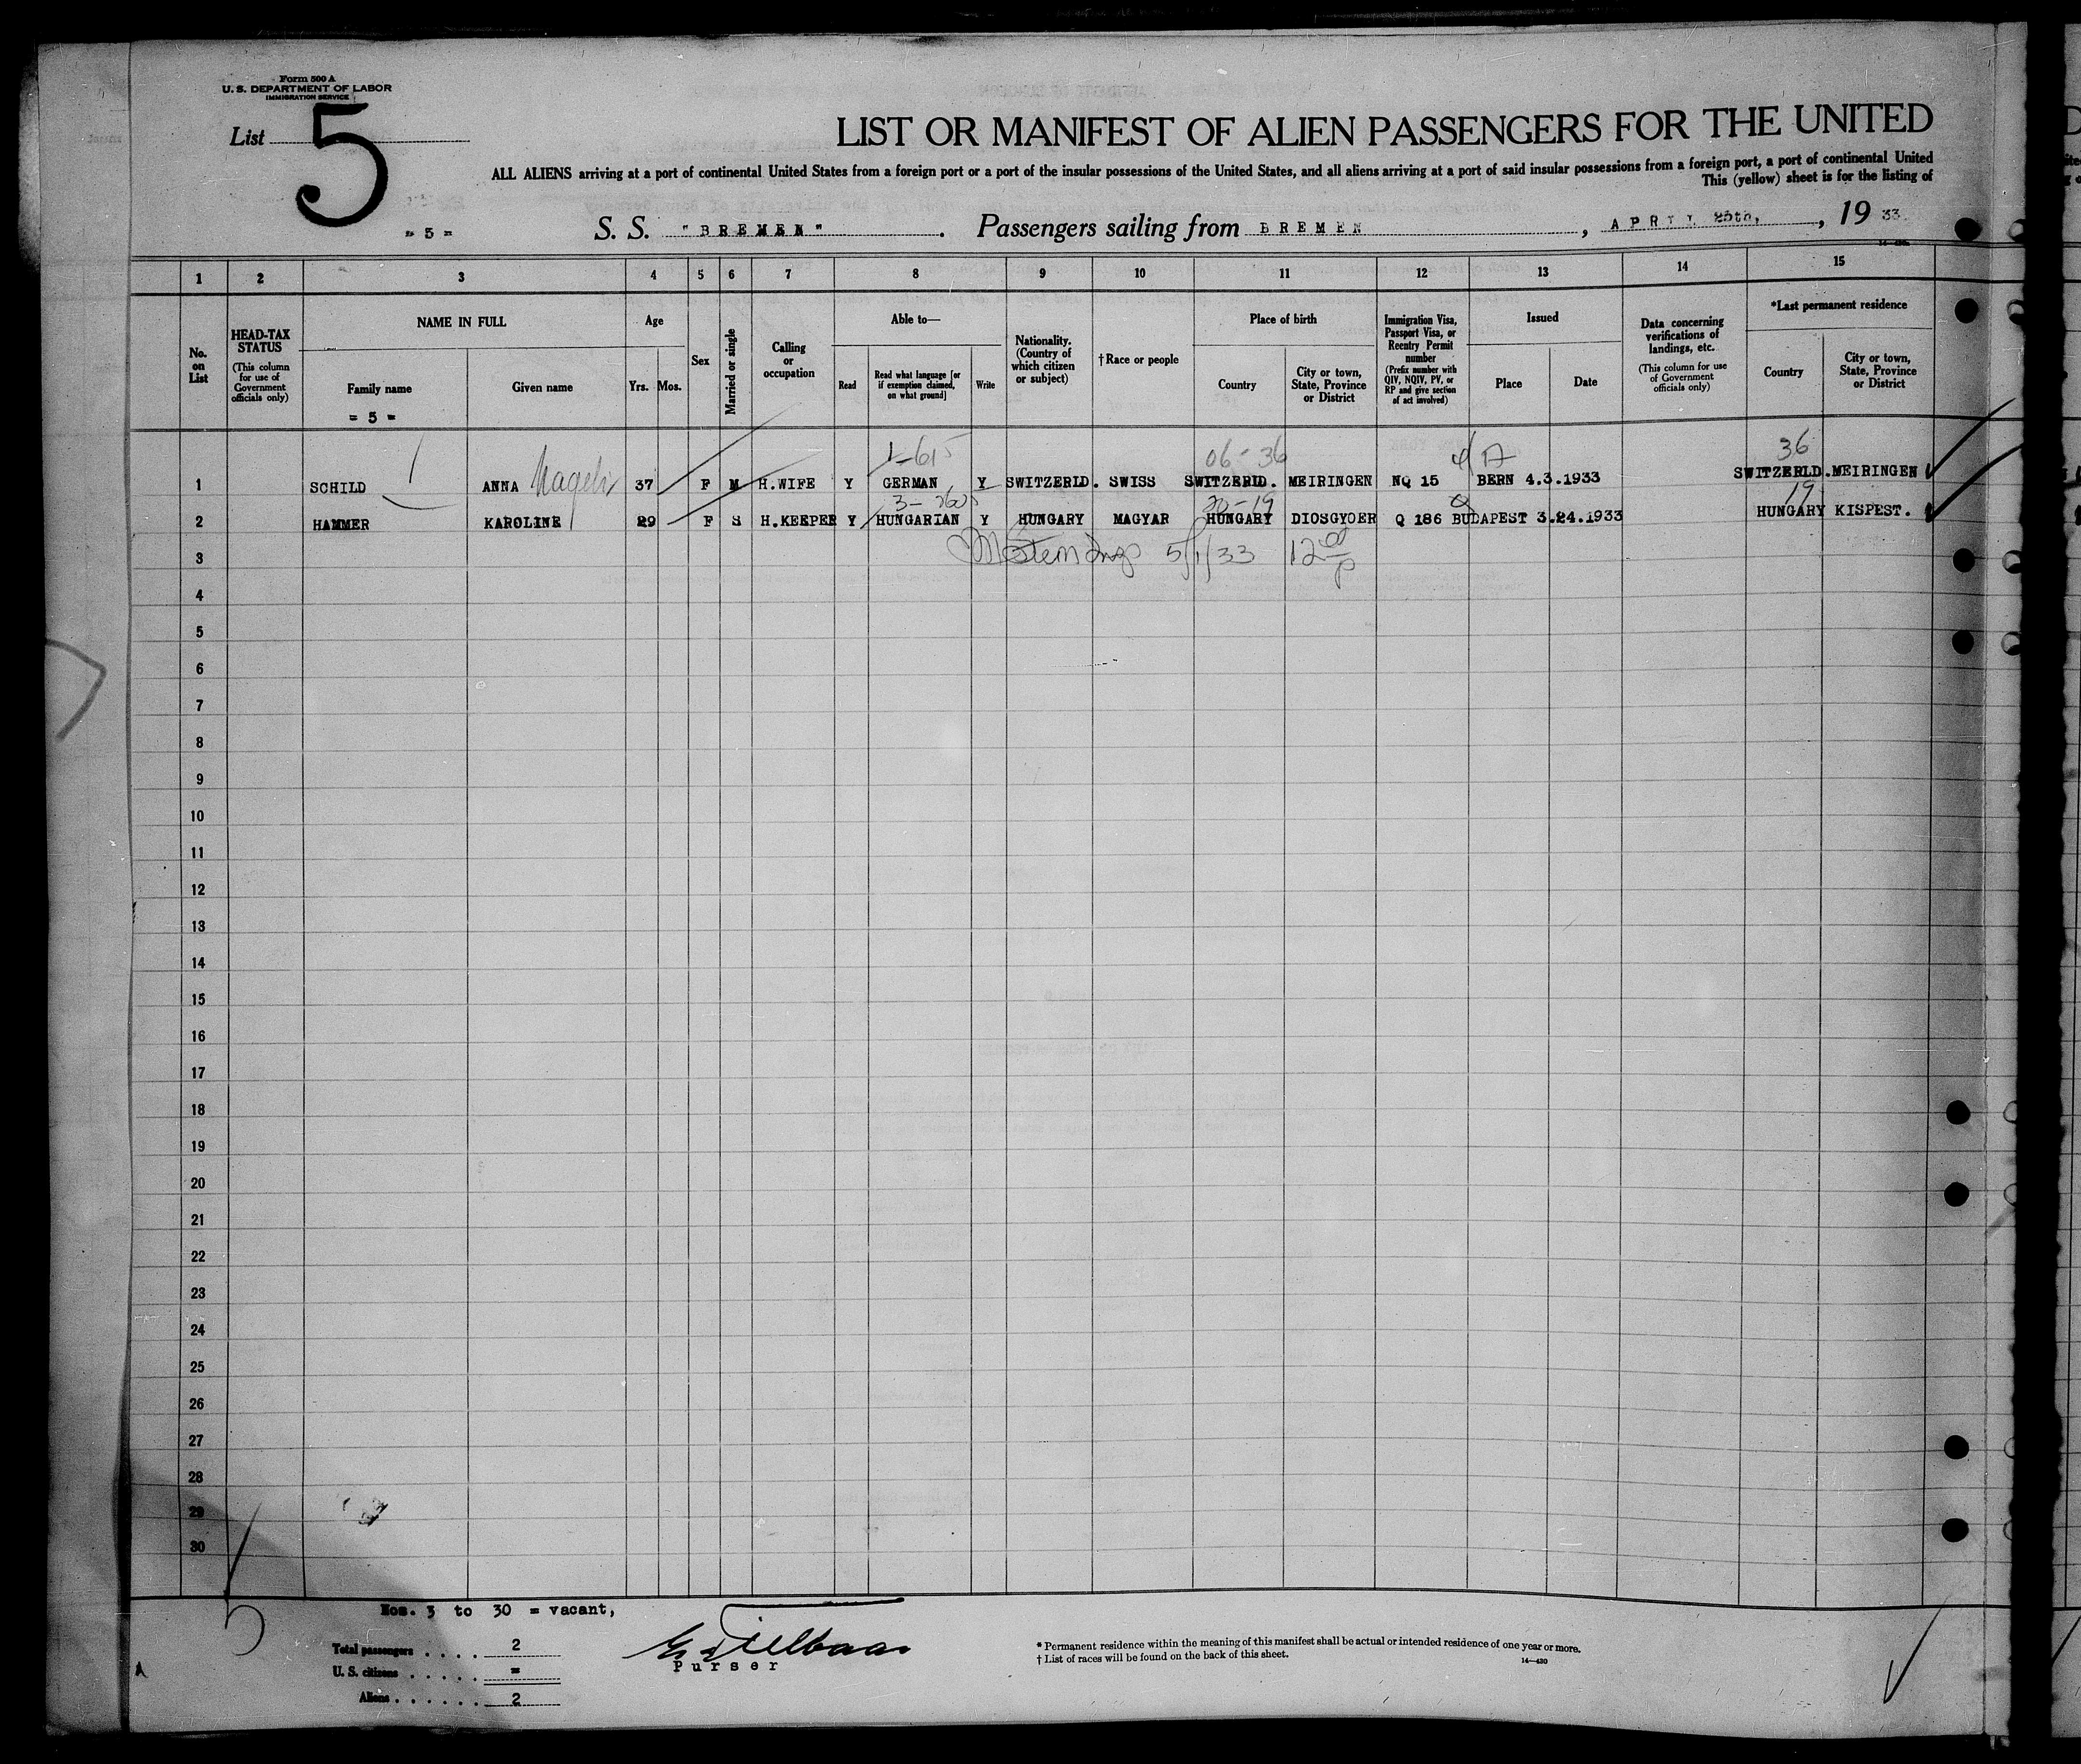 Form 500 A
U. S. DEPARTMENT OF LABOR
IMMIGRATION SERVICE
List 5
LIST OR MANIFEST OF ALIEN PASSENGERS FOR THE UNITED
ALL ALIENS arriving at a port of continental United States from a foreign port or a port of the insular possessions of the United States, and all aliens arriving at a port of said insular possessions from a foreign port, a port of continental United
This (yellow) sheet is for the listing of
= 5 = S. S. "BREMEN". Passengers sailing from BREMEN, APRIL 25th, , 19 33.
1 2 3 4 5 6 7 8 9 10 11 12 13 14 15
No. on List
HEAD-TAX STATUS (This column for use of Government officials only)
NAME IN FULL
Family name
Given name
= 5 =
Age
Yrs. Mos.
Sex
Married or single
Calling or occupation
Able to—
Read
Read what language [or if exemption claimed, on what ground]
Write
Nationality. (Country of which citizen or subject)
†Race or people
Place of birth
Country
City or town, State, Province or District
Immigration Visa, Passport Visa, or Reentry Permit number (Prefix number with QIV, NQIV, PV, or RP and give section of act involved)
Issued
Place
Date
Data concerning verifications of landings, etc. (This column for use of Government officials only)
*Last permanent residence
Country
City or town, State, Province or District
06-36 36
1 SCHILD ANNA 37 F M H.WIFE Y GERMAN Y SWITZERLD. SWISS SWITZERLD. MEIRINGEN NQ 15 BERN 4.3.1933 SWITZERLD. MEIRINGEN
19
2 HAMMER KAROLINE 29 F S H.KEEPER Y HUNGARIAN Y HUNGARY MAGYAR HUNGARY DIOSGYOER Q 186 BUDAPEST 3.24.1933 HUNGARY KISPEST.
3 5/1/33 12 00 p
4
5
6
7
8
9
10
11
12
13
14
15
16
17
18
19
20
21
22
23
24
25
26
27
28
29
30
Nos. 3 to 30 = vacant,
Total passengers . . . . 2
U. S. citizens . . . . . =
Aliens . . . . . . 2
Purser
* Permanent residence within the meaning of this manifest shall be actual or intended residence of one year or more.
† List of races will be found on the back of this sheet.
14—430